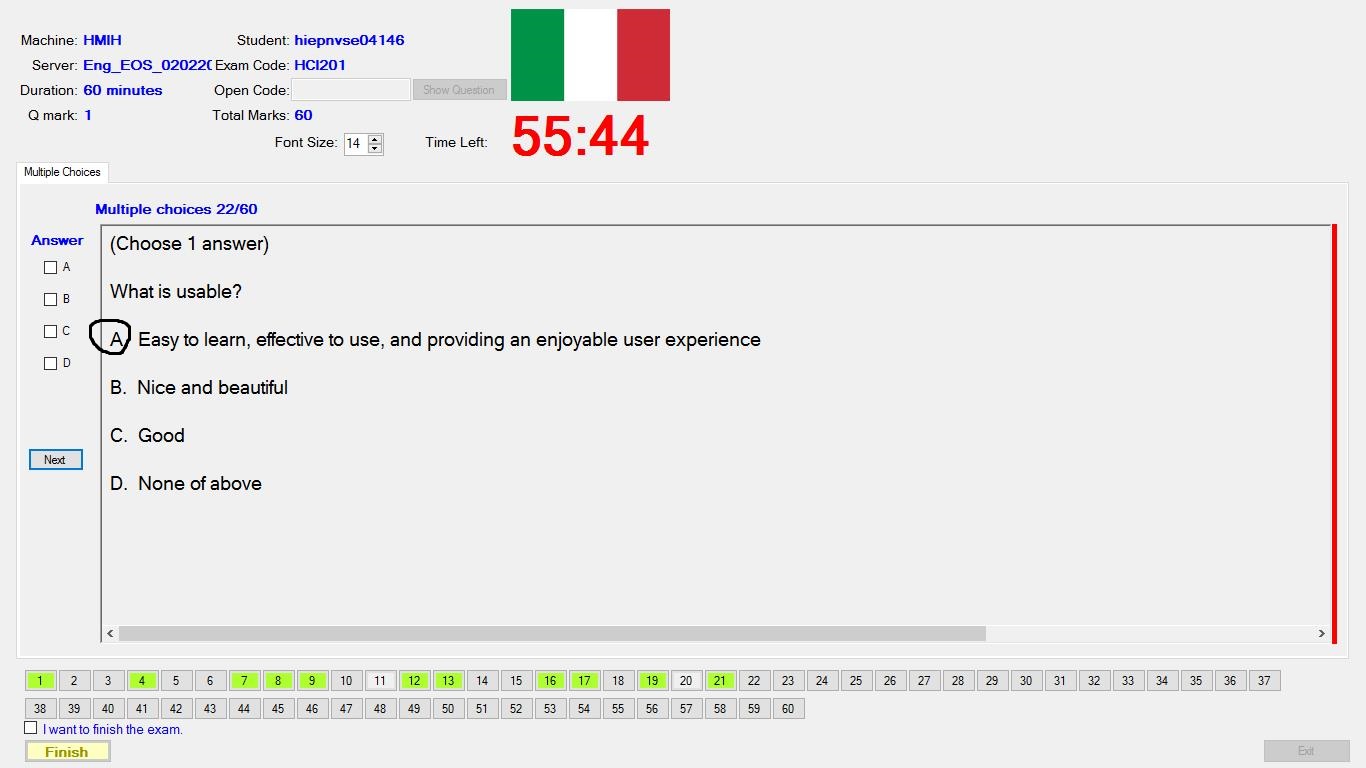 Machine: HMIH Student: hiepnvse04146
Server: Eng_EOS_02022 Exam Code: HCI201
Duration: 60 minutes Open Code: Show Question
Q mark: 1 Total Marks: 60
Font Size: 14 Time Left: 55:44
Multiple Choices
Multiple choices 22/60
Answer
A
B
C
D
Next
(Choose 1 answer)
What is usable?
A. Easy to learn, effective to use, and providing an enjoyable user experience
B. Nice and beautiful
C. Good
D. None of above
1 2 3 4 5 6 7 8 9 10 11 12 13 14 15 16 17 18 19 20 21 22 23 24 25 26 27 28 29 30 31 32 33 34 35 36 37
38 39 40 41 42 43 44 45 46 47 48 49 50 51 52 53 54 55 56 57 58 59 60
I want to finish the exam.
Finish Exit